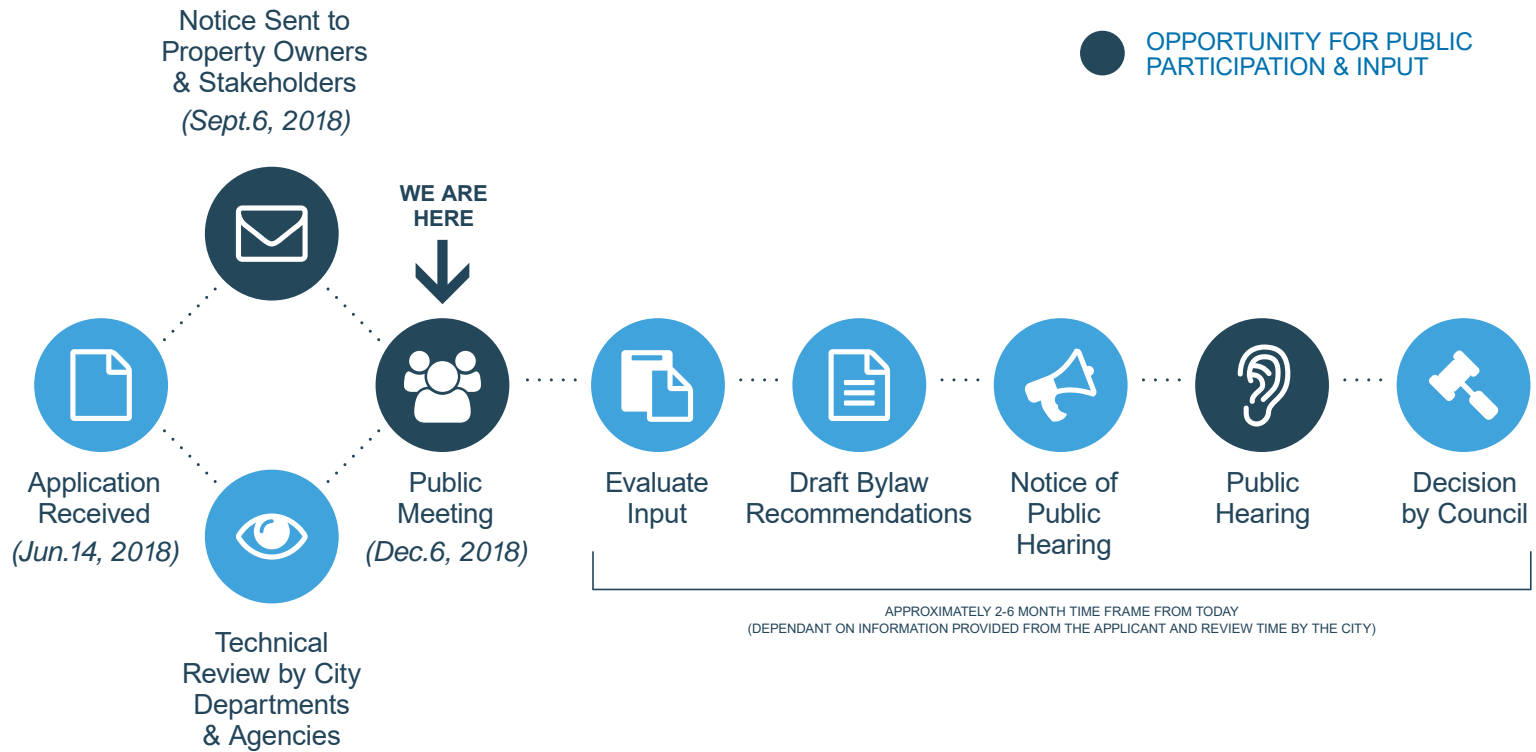 Notice Sent to
Property Owners
& Stakeholders
(Sept.6, 2018)
OPPORTUNITY FOR PUBLIC
PARTICIPATION & INPUT
WE ARE
HERE
Application
Received
(Jun.14, 2018)
Technical
Review by City
Departments
& Agencies
Public
Meeting
(Dec.6, 2018)
Evaluate
Input
Draft Bylaw
Recommendations
Notice of
Public
Hearing
Public
Hearing
Decision
by Council
APPROXIMATELY 2-6 MONTH TIME FRAME FROM TODAY
(DEPENDANT ON INFORMATION PROVIDED FROM THE APPLICANT AND REVIEW TIME BY THE CITY)